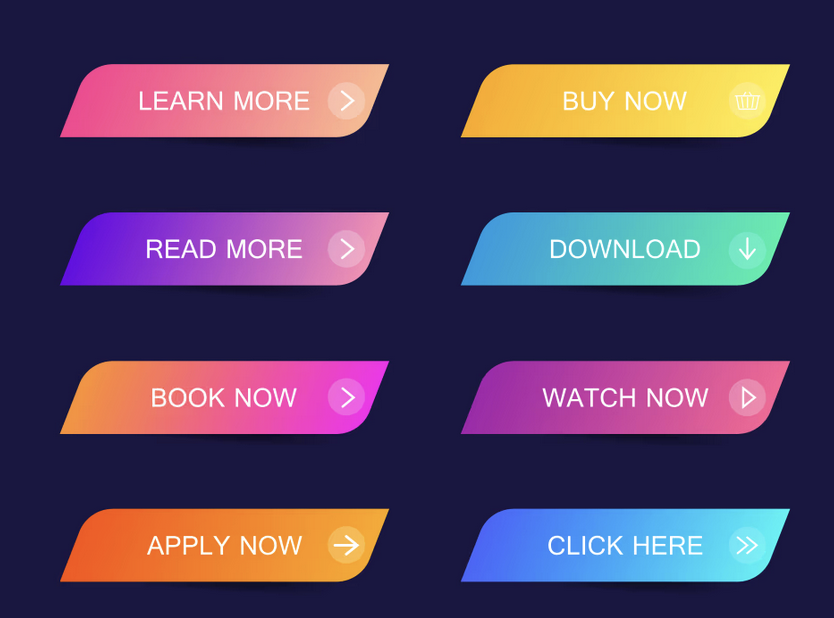 LEARN MORE
BUY NOW
READ MORE
DOWNLOAD
BOOK NOW
WATCH NOW
APPLY NOW
CLICK HERE